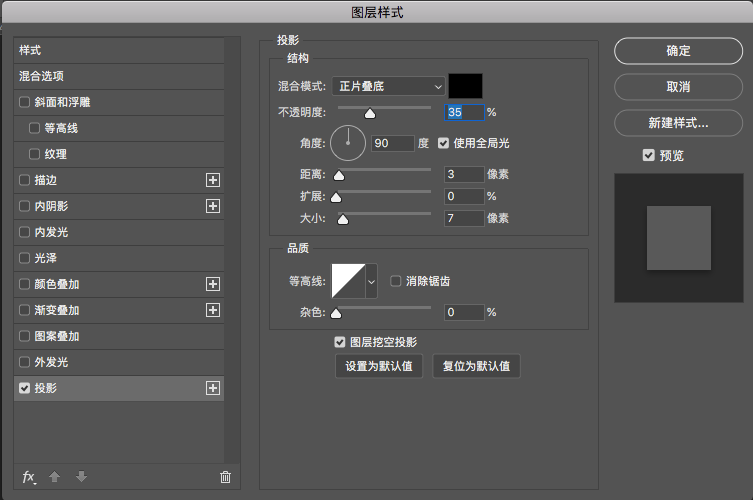 图层样式
样式
混合选项
斜面和浮雕
等高线
纹理
描边
内阴影
内发光
光泽
颜色叠加
渐变叠加
图案叠加
外发光
投影
fx
投影
结构
混合模式: 正片叠底
不透明度: 35 %
角度: 90 度 使用全局光
距离: 3 像素
扩展: 0 %
大小: 7 像素
品质
等高线: 消除锯齿
杂色: 0 %
图层挖空投影
设置为默认值 复位为默认值
确定
取消
新建样式...
预览